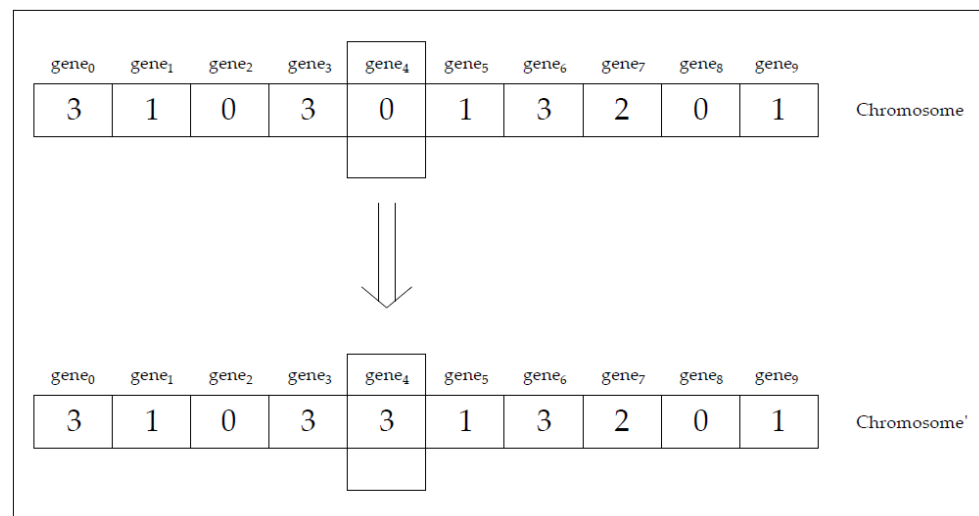 gene₀ gene₁ gene₂ gene₃ gene₄ gene₅ gene₆ gene₇ gene₈ gene₉
3 1 0 3 0 1 3 2 0 1 Chromosome
gene₀ gene₁ gene₂ gene₃ gene₄ gene₅ gene₆ gene₇ gene₈ gene₉
3 1 0 3 3 1 3 2 0 1 Chromosome'